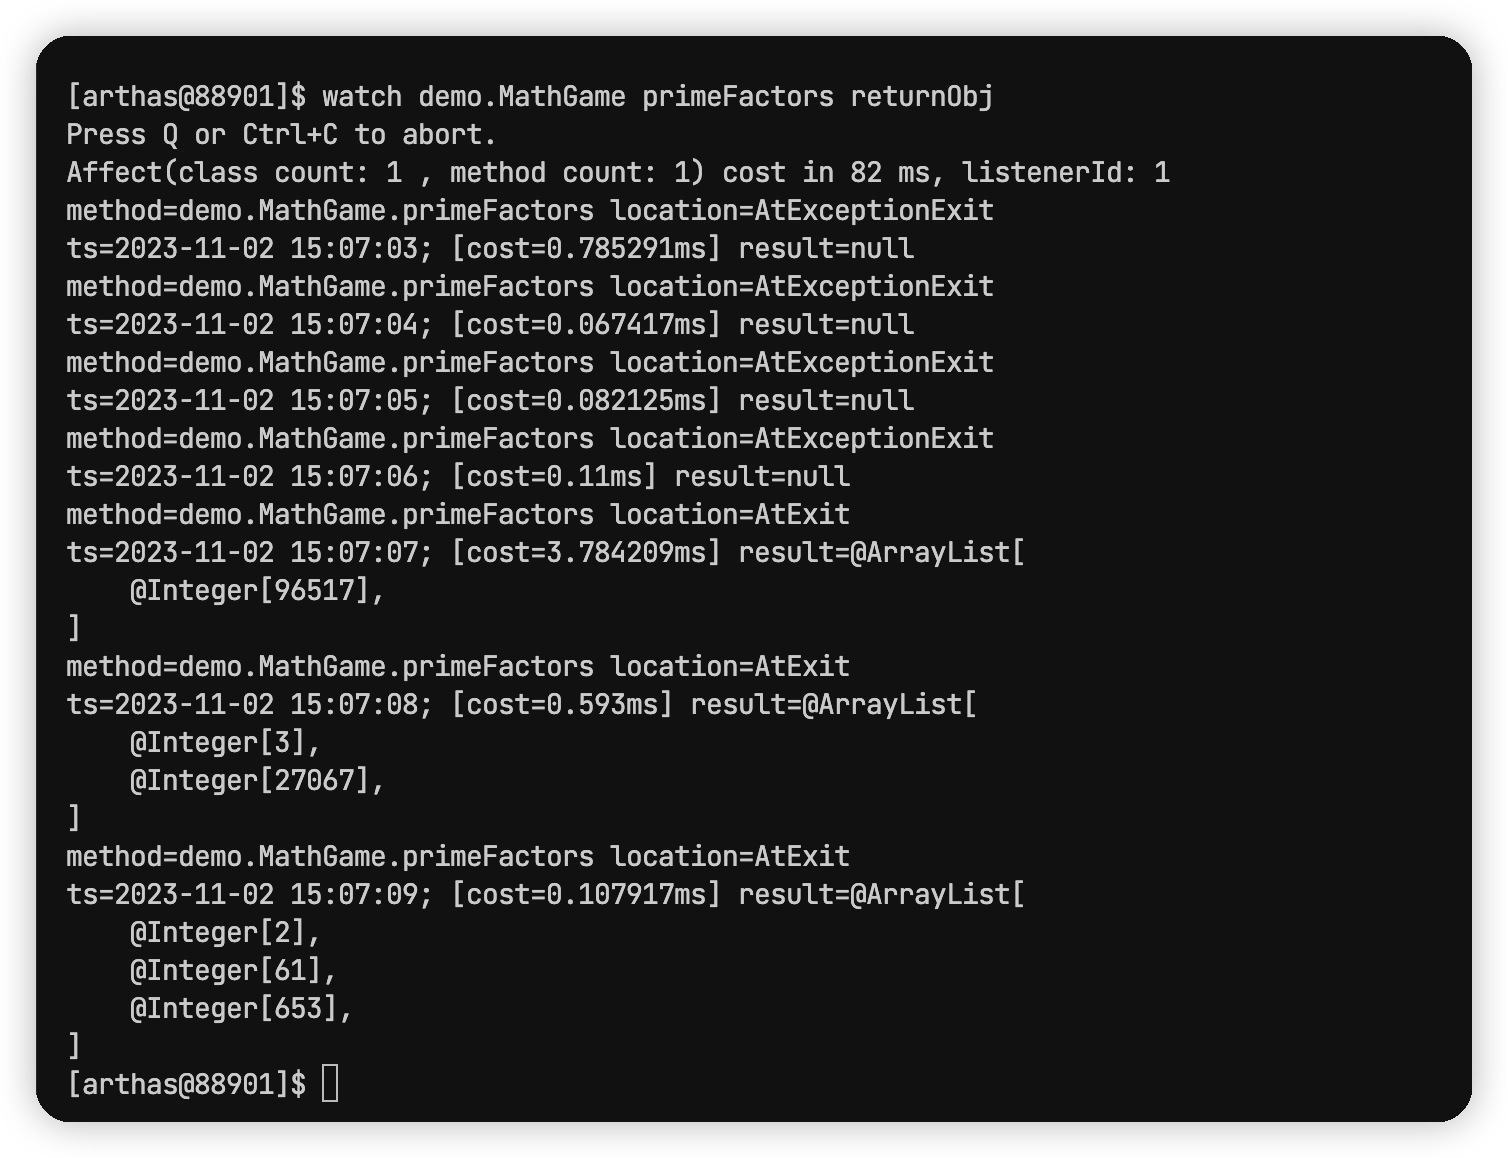 [arthas@88901]$ watch demo.MathGame primeFactors returnObj
Press Q or Ctrl+C to abort.
Affect(class count: 1 , method count: 1) cost in 82 ms, listenerId: 1
method=demo.MathGame.primeFactors location=AtExceptionExit
ts=2023-11-02 15:07:03; [cost=0.785291ms] result=null
method=demo.MathGame.primeFactors location=AtExceptionExit
ts=2023-11-02 15:07:04; [cost=0.067417ms] result=null
method=demo.MathGame.primeFactors location=AtExceptionExit
ts=2023-11-02 15:07:05; [cost=0.082125ms] result=null
method=demo.MathGame.primeFactors location=AtExceptionExit
ts=2023-11-02 15:07:06; [cost=0.11ms] result=null
method=demo.MathGame.primeFactors location=AtExit
ts=2023-11-02 15:07:07; [cost=3.784209ms] result=@ArrayList[
    @Integer[96517],
]
method=demo.MathGame.primeFactors location=AtExit
ts=2023-11-02 15:07:08; [cost=0.593ms] result=@ArrayList[
    @Integer[3],
    @Integer[27067],
]
method=demo.MathGame.primeFactors location=AtExit
ts=2023-11-02 15:07:09; [cost=0.107917ms] result=@ArrayList[
    @Integer[2],
    @Integer[61],
    @Integer[653],
]
[arthas@88901]$